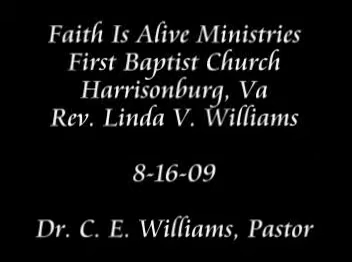 Faith Is Alive Ministries
First Baptist Church
Harrisonburg, Va
Rev. Linda V. Williams
8-16-09
Dr. C. E. Williams, Pastor